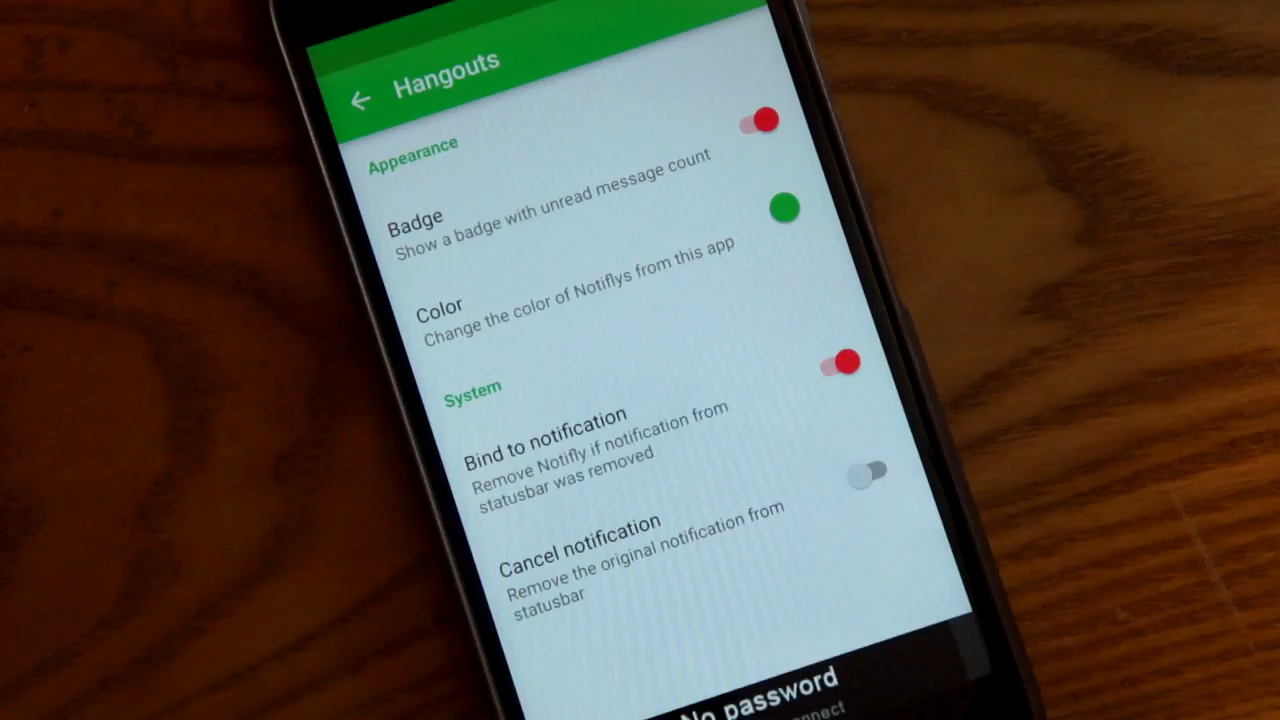 Hangouts
Appearance
Badge
Show a badge with unread message count
Color
Change the color of Notiflys from this app
System
Bind to notification
Remove Notifly if notification from
statusbar was removed
Cancel notification
Remove the original notification from
statusbar
No password